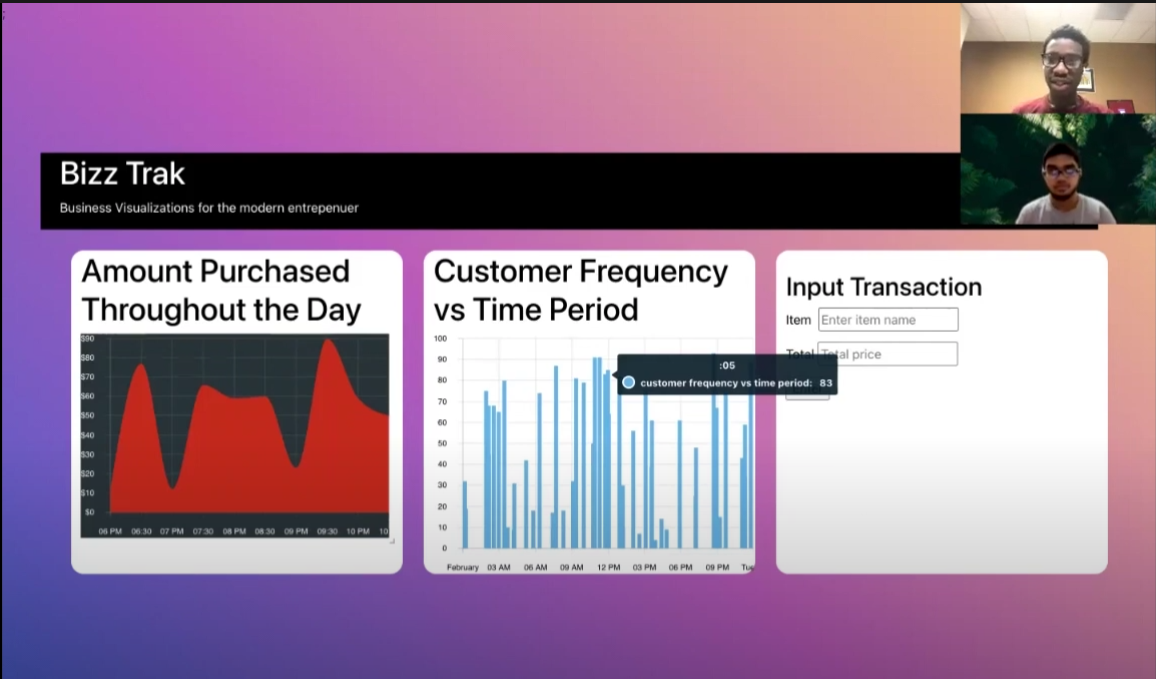 Bizz Trak
Business Visualizations for the modern entrepenuer
Amount Purchased
Throughout the Day
$90
$80
$70
$60
$50
$40
$30
$20
$10
$0
06 PM 06:30 07 PM 07:30 08 PM 08:30 09 PM 09:30 10 PM 10
Customer Frequency
vs Time Period
100
90
80
70
60
50
40
30
20
10
0
February 03 AM 06 AM 09 AM 12 PM 03 PM 06 PM 09 PM Tue
:05
customer frequency vs time period: 83
Input Transaction
Item Enter item name
Total Total price